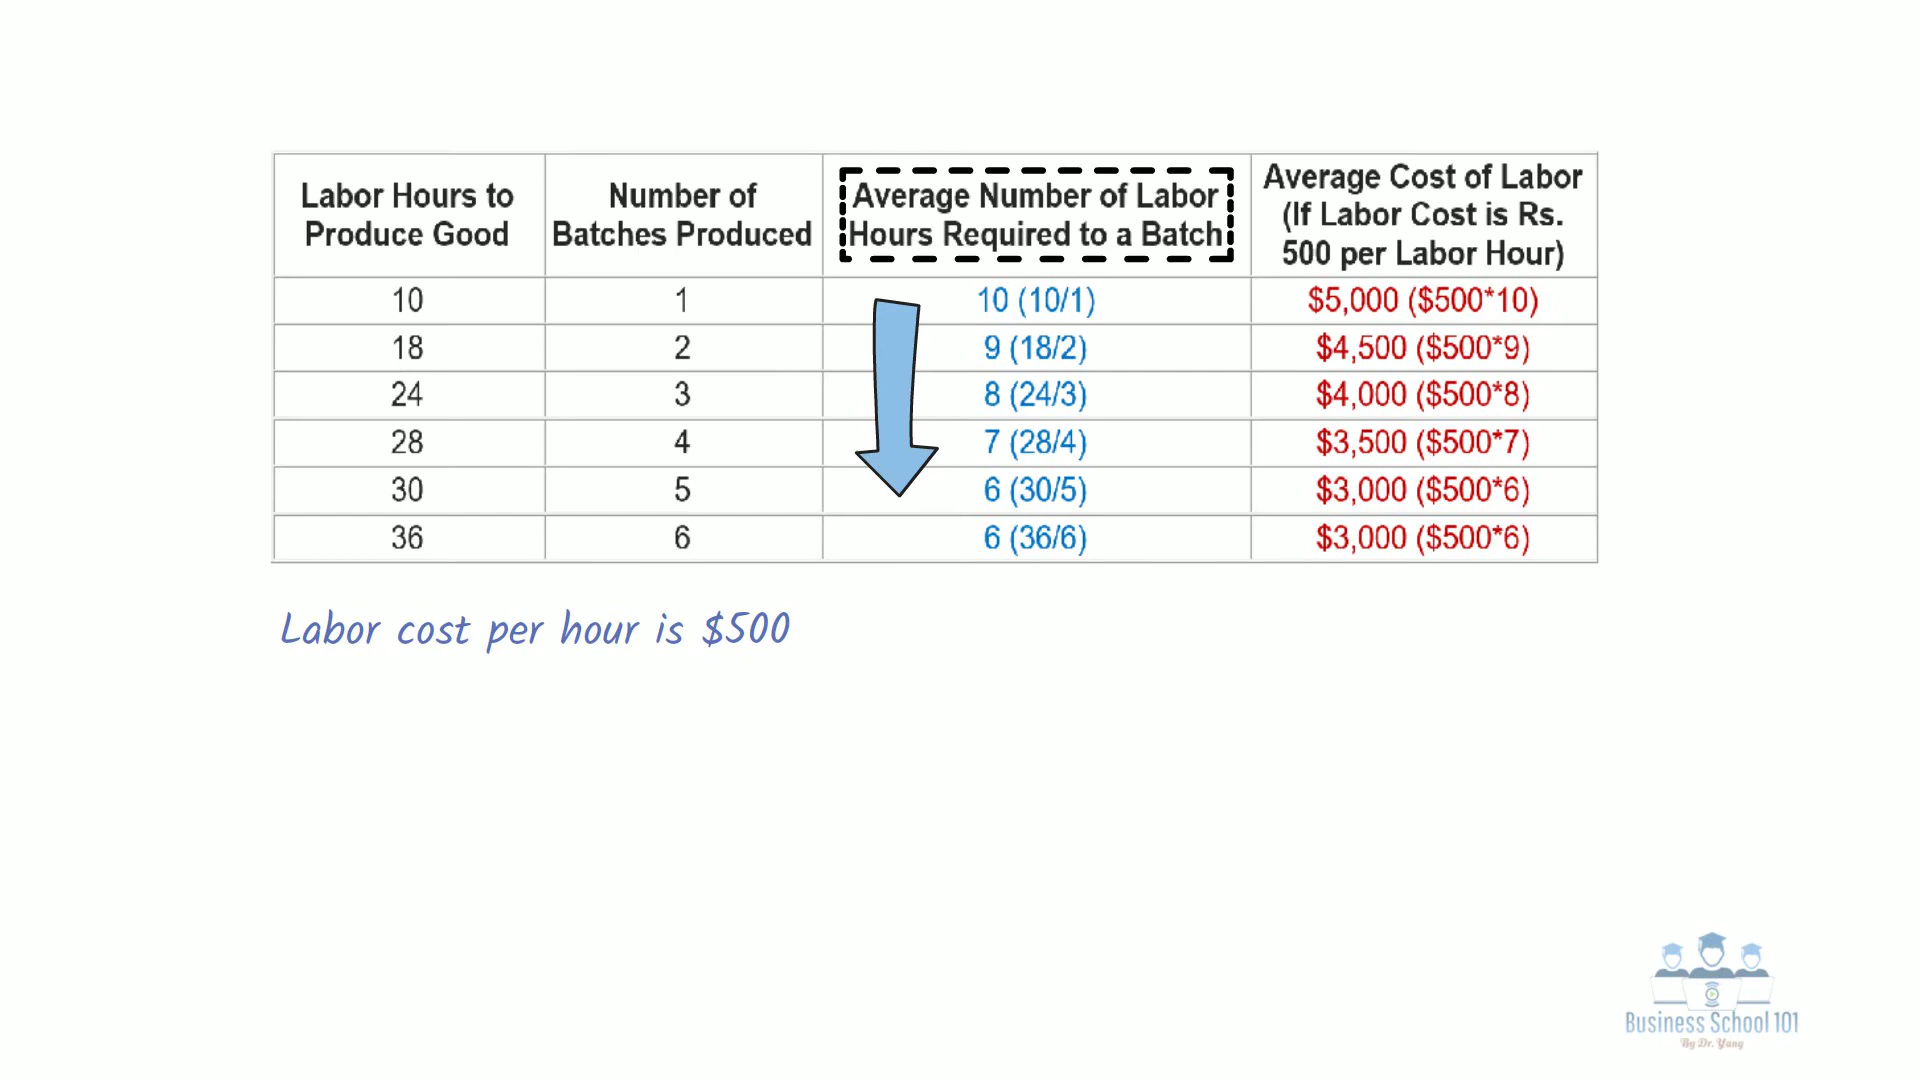 Labor Hours to Produce Good
Number of Batches Produced
Average Number of Labor Hours Required to a Batch
Average Cost of Labor (If Labor Cost is Rs. 500 per Labor Hour)
10 1 10 (10/1) $5,000 ($500*10)
18 2 9 (18/2) $4,500 ($500*9)
24 3 8 (24/3) $4,000 ($500*8)
28 4 7 (28/4) $3,500 ($500*7)
30 5 6 (30/5) $3,000 ($500*6)
36 6 6 (36/6) $3,000 ($500*6)
Labor cost per hour is $500
Business School 101
By Dr. Yang